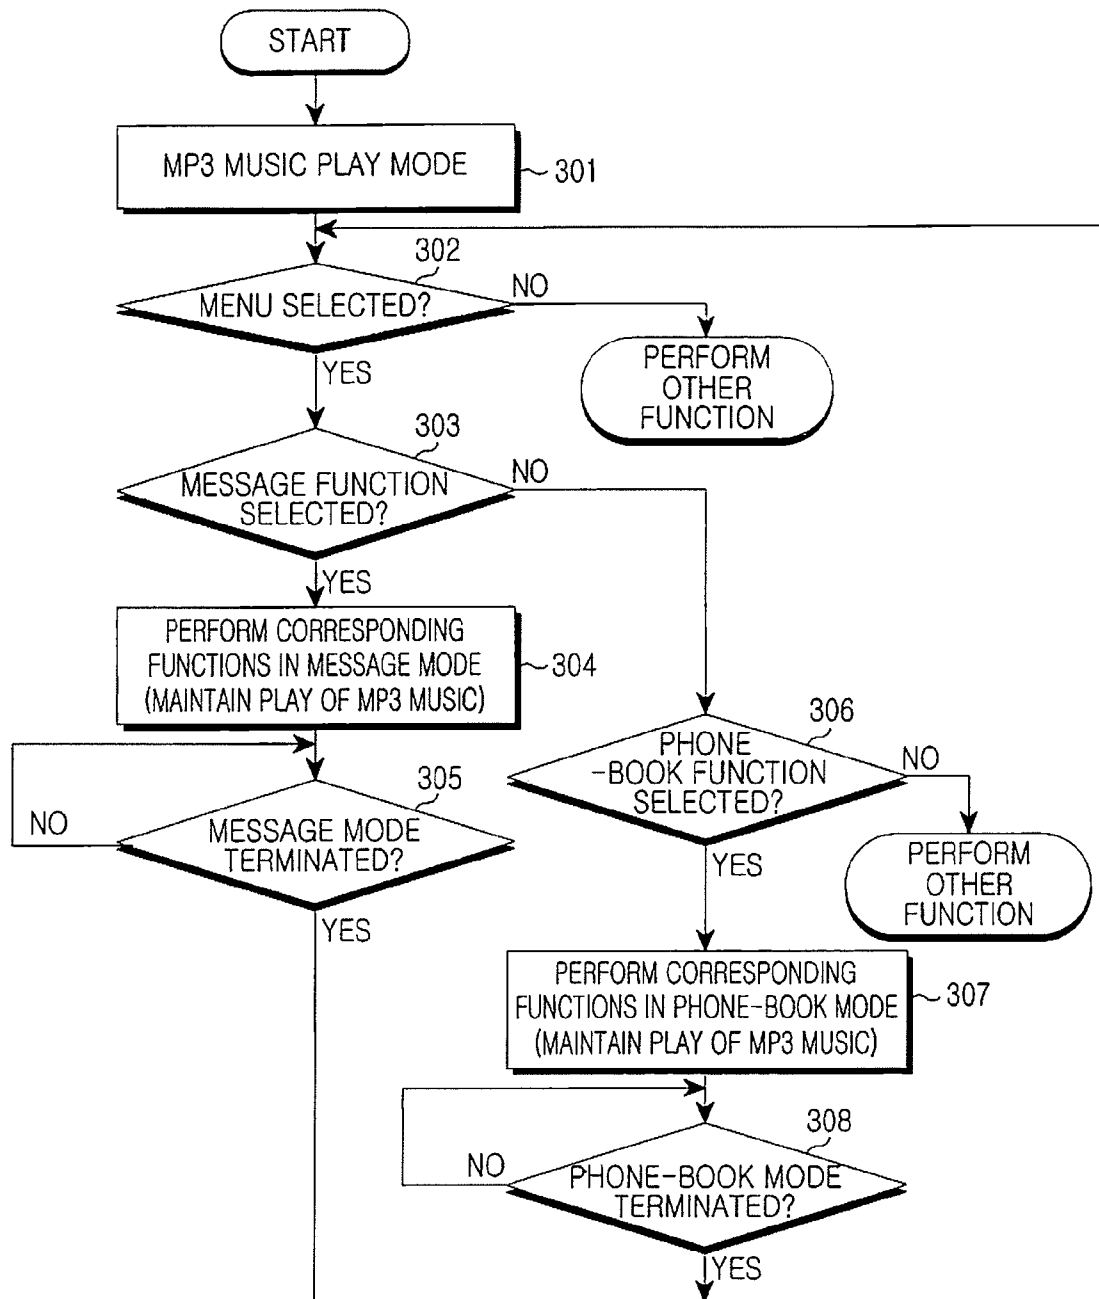 START
MP3 MUSIC PLAY MODE
301
302
MENU SELECTED?
NO
YES
PERFORM
OTHER
FUNCTION
303
MESSAGE FUNCTION
SELECTED?
NO
YES
PERFORM CORRESPONDING
FUNCTIONS IN MESSAGE MODE
(MAINTAIN PLAY OF MP3 MUSIC)
304
305
MESSAGE MODE
TERMINATED?
NO
YES
306
PHONE
-BOOK FUNCTION
SELECTED?
NO
YES
PERFORM
OTHER
FUNCTION
PERFORM CORRESPONDING
FUNCTIONS IN PHONE-BOOK MODE
(MAINTAIN PLAY OF MP3 MUSIC)
307
308
PHONE-BOOK MODE
TERMINATED?
NO
YES